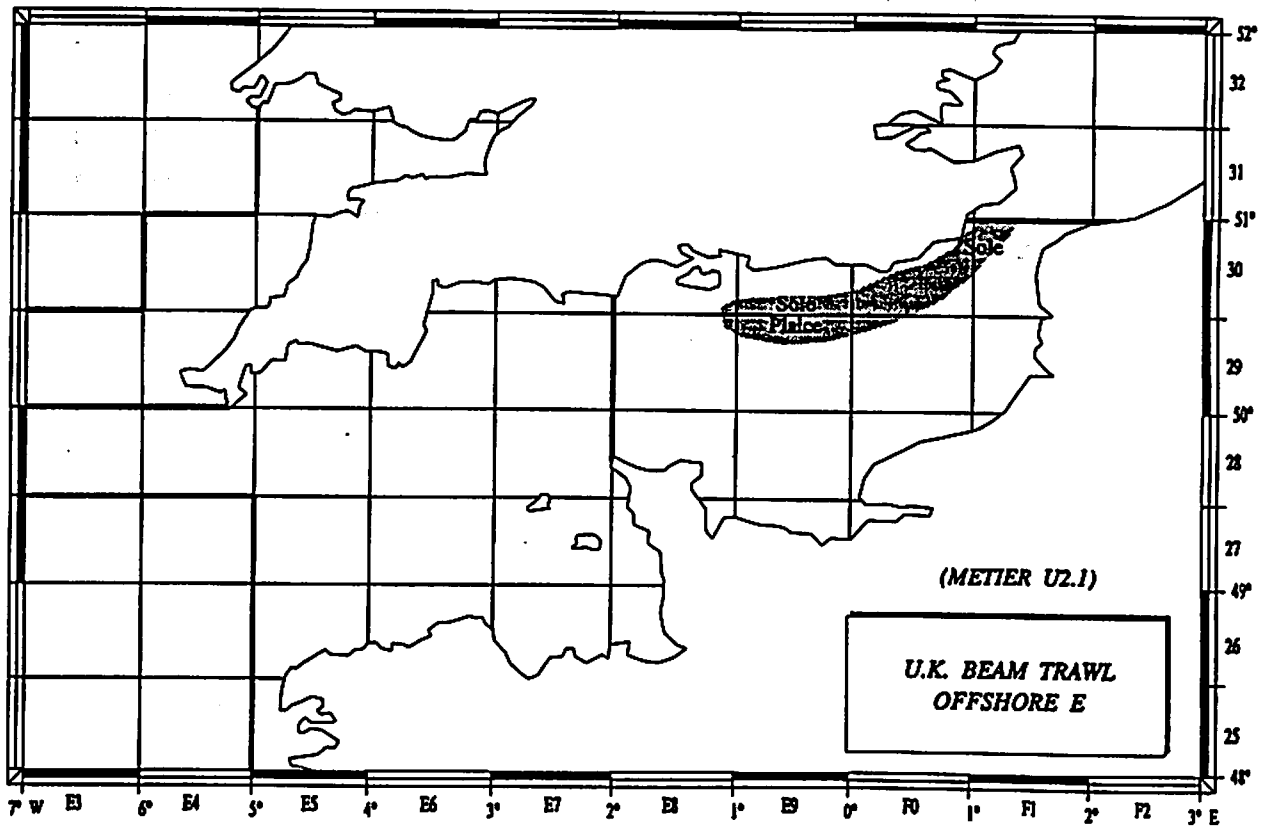 52°
32
31
51°
Sole
30
Sole
Plaice
29
50°
28
27
(METIER U2.1)
49°
26
U.K. BEAM TRAWL
OFFSHORE E
25
48°
7° W E3 6° E4 5° E5 4° E6 3° E7 2° E8 1° E9 0° F0 1° F1 2° F2 3° E